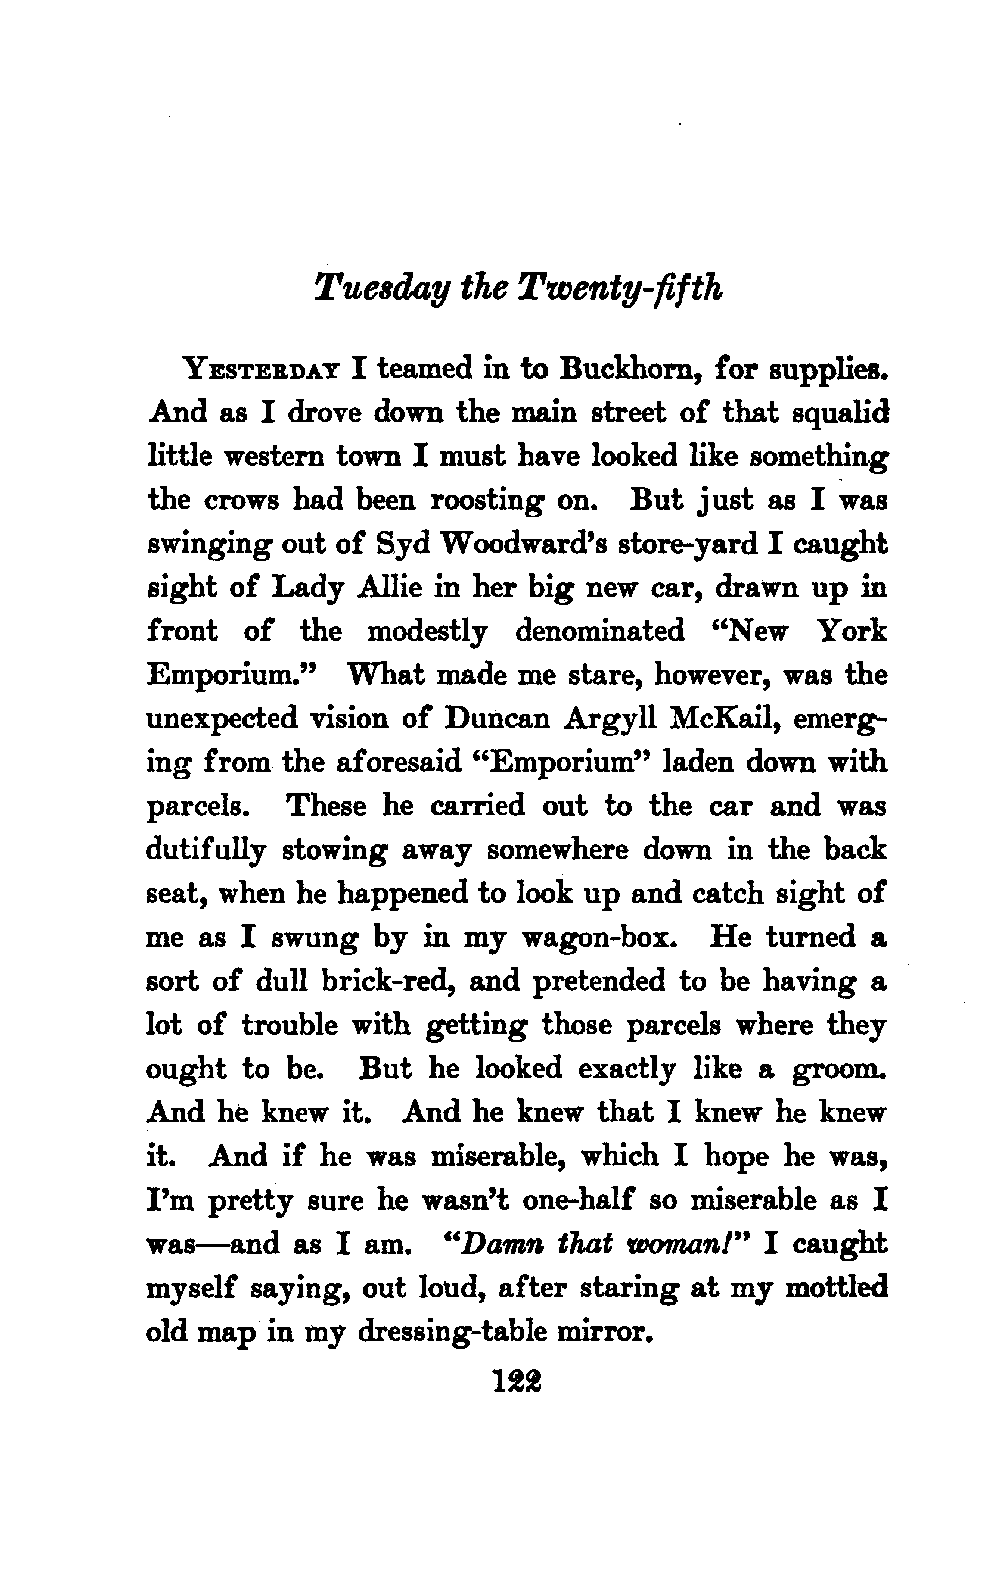 Tuesday the Twenty-fifth
YESTERDAY I teamed in to Buckhorn, for supplies.
And as I drove down the main street of that squalid
little western town I must have looked like something
the crows had been roosting on. But just as I was
swinging out of Syd Woodward's store-yard I caught
sight of Lady Allie in her big new car, drawn up in
front of the modestly denominated "New York
Emporium." What made me stare, however, was the
unexpected vision of Duncan Argyll McKail, emerg-
ing from the aforesaid "Emporium" laden down with
parcels. These he carried out to the car and was
dutifully stowing away somewhere down in the back
seat, when he happened to look up and catch sight of
me as I swung by in my wagon-box. He turned a
sort of dull brick-red, and pretended to be having a
lot of trouble with getting those parcels where they
ought to be. But he looked exactly like a groom.
And he knew it. And he knew that I knew he knew
it. And if he was miserable, which I hope he was,
I'm pretty sure he wasn't one-half so miserable as I
was—and as I am. "Damn that woman!" I caught
myself saying, out loud, after staring at my mottled
old map in my dressing-table mirror.
122